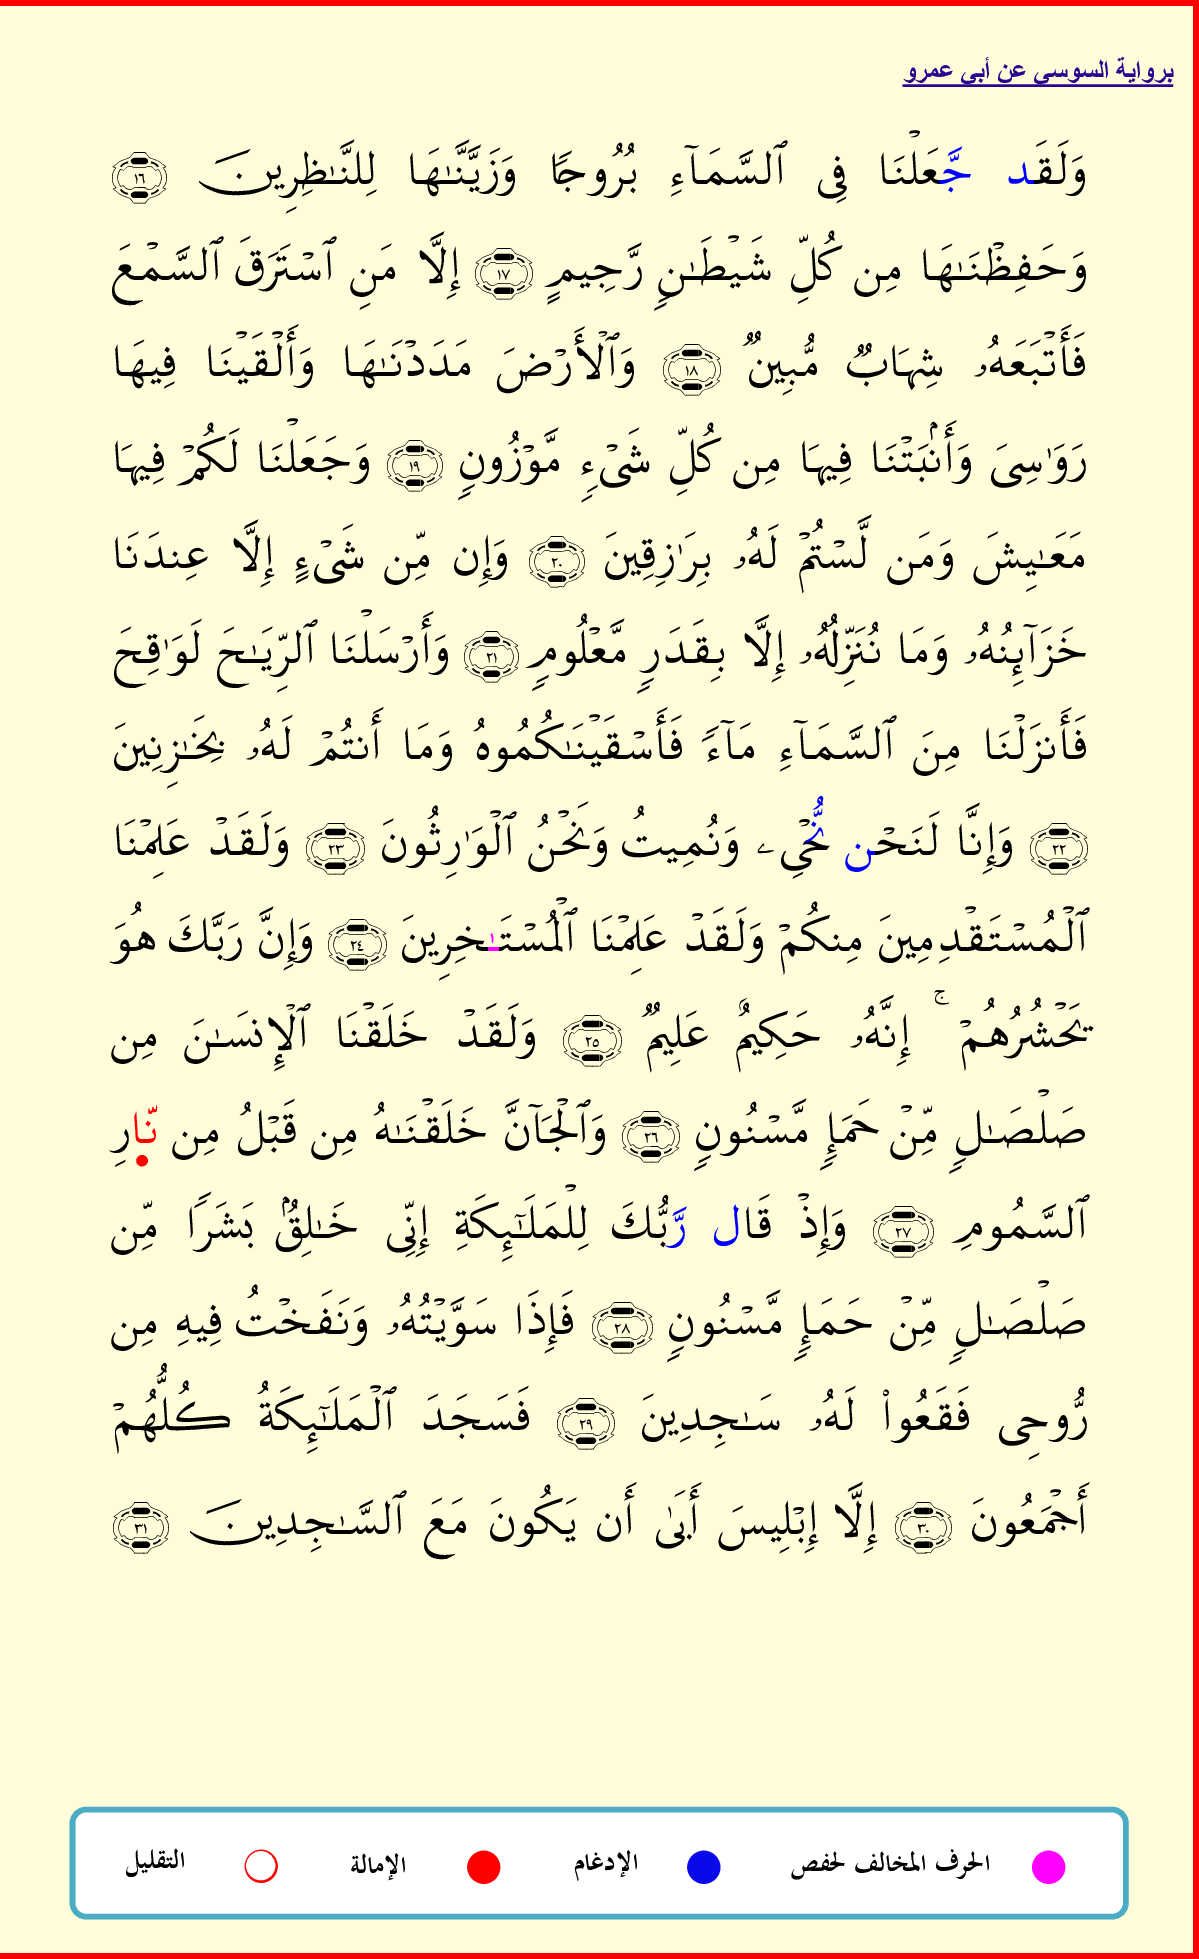 برواية السوسي عن أبي عمرو
وَلَقَد جَّعَلْنَا فِى ٱلسَّمَآءِ بُرُوجًا وَزَيَّنَّـٰهَا لِلنَّـٰظِرِينَ ١٦
وَحَفِظْنَـٰهَا مِن كُلِّ شَيْطَـٰنٍ رَّجِيمٍ ١٧ إِلَّا مَنِ ٱسْتَرَقَ ٱلسَّمْعَ
فَأَتْبَعَهُۥ شِهَابٌ مُّبِينٌ ١٨ وَٱلْأَرْضَ مَدَدْنَـٰهَا وَأَلْقَيْنَا فِيهَا
رَوَٰسِىَ وَأَنۢبَتْنَا فِيهَا مِن كُلِّ شَىْءٍ مَّوْزُونٍ ١٩ وَجَعَلْنَا لَكُمْ فِيهَا
مَعَـٰيِشَ وَمَن لَّسْتُمْ لَهُۥ بِرَٰزِقِينَ ٢٠ وَإِن مِّن شَىْءٍ إِلَّا عِندَنَا
خَزَآئِنُهُۥ وَمَا نُنَزِّلُهُۥ إِلَّا بِقَدَرٍ مَّعْلُومٍ ٢١ وَأَرْسَلْنَا ٱلرِّيَـٰحَ لَوَٰقِحَ
فَأَنزَلْنَا مِنَ ٱلسَّمَآءِ مَآءً فَأَسْقَيْنَـٰكُمُوهُ وَمَا أَنتُمْ لَهُۥ بِخَـٰزِنِينَ
٢٢ وَإِنَّا لَنَحْن نُّحْىِۦ وَنُمِيتُ وَنَحْنُ ٱلْوَٰرِثُونَ ٢٣ وَلَقَدْ عَلِمْنَا
ٱلْمُسْتَقْدِمِينَ مِنكُمْ وَلَقَدْ عَلِمْنَا ٱلْمُسْتَـٰخِرِينَ ٢٤ وَإِنَّ رَبَّكَ هُوَ
يَحْشُرُهُمْ ۚ إِنَّهُۥ حَكِيمٌ عَلِيمٌ ٢٥ وَلَقَدْ خَلَقْنَا ٱلْإِنسَـٰنَ مِن
صَلْصَـٰلٍ مِّنْ حَمَإٍ مَّسْنُونٍ ٢٦ وَٱلْجَآنَّ خَلَقْنَـٰهُ مِن قَبْلُ مِن نَّارِ
ٱلسَّمُومِ ٢٧ وَإِذْ قَال رَّبُّكَ لِلْمَلَـٰٓئِكَةِ إِنِّى خَـٰلِقٌۢ بَشَرًا مِّن
صَلْصَـٰلٍ مِّنْ حَمَإٍ مَّسْنُونٍ ٢٨ فَإِذَا سَوَّيْتُهُۥ وَنَفَخْتُ فِيهِ مِن
رُّوحِى فَقَعُوا۟ لَهُۥ سَـٰجِدِينَ ٢٩ فَسَجَدَ ٱلْمَلَـٰٓئِكَةُ كُلُّهُمْ
أَجْمَعُونَ ٣٠ إِلَّا إِبْلِيسَ أَبَىٰ أَن يَكُونَ مَعَ ٱلسَّـٰجِدِينَ ٣١
الحرف المخالف لحفص الإدغام الإمالة التقليل